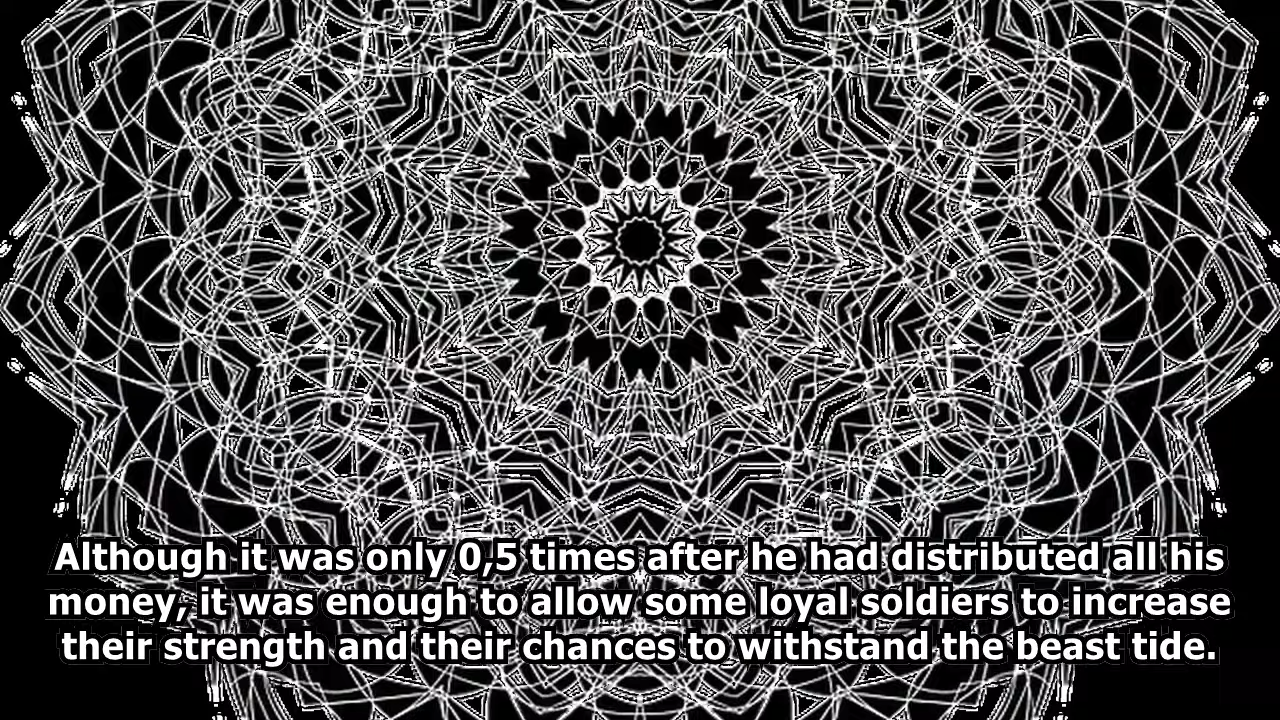 Although it was only 0,5 times after he had distributed all his
money, it was enough to allow some loyal soldiers to increase
their strength and their chances to withstand the beast tide.